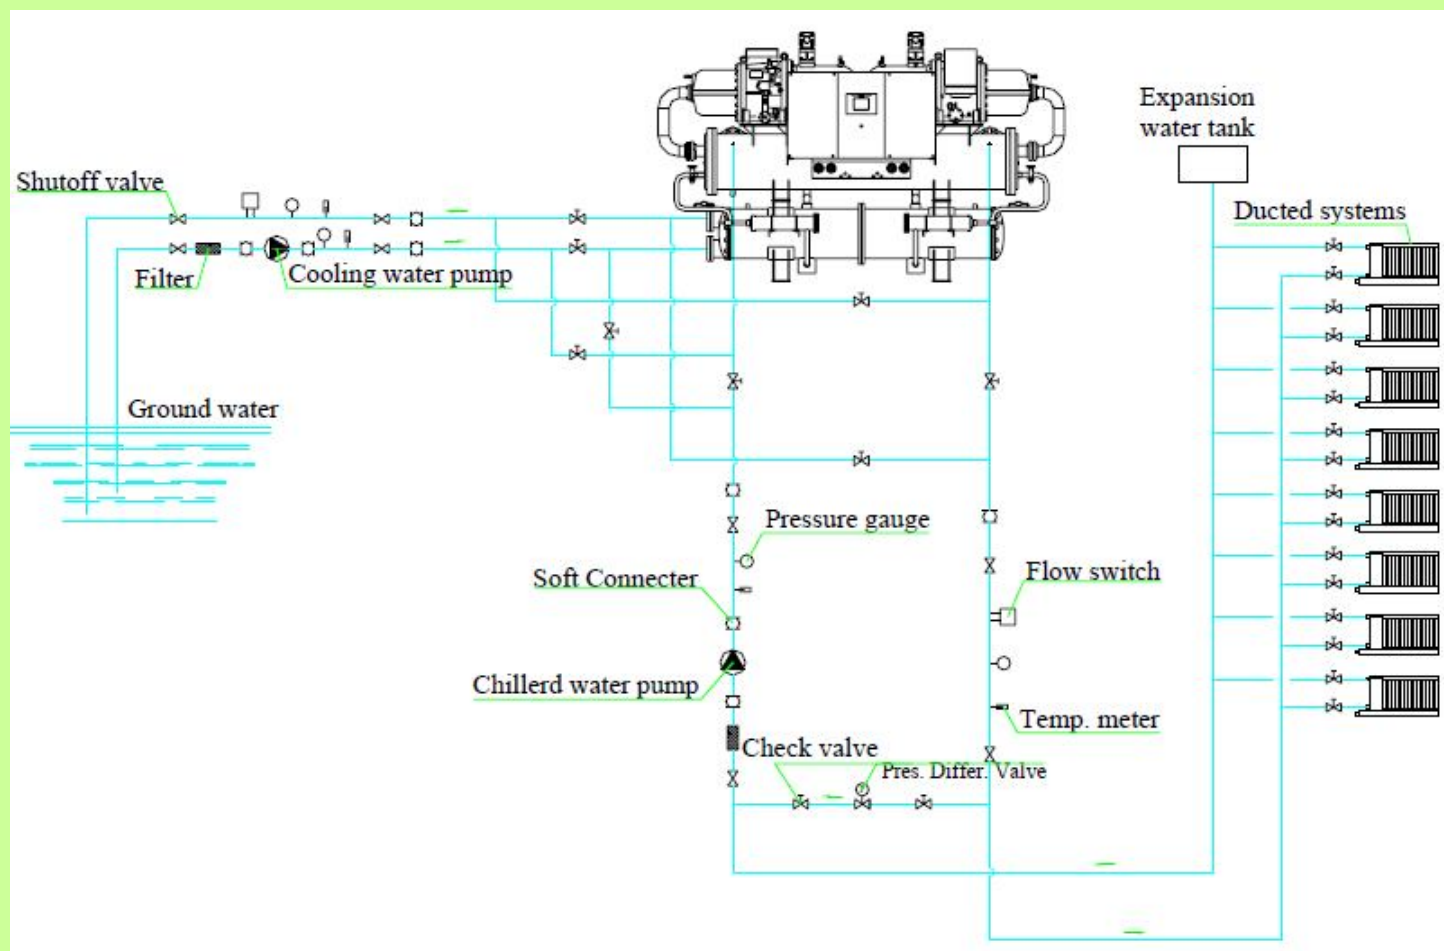 Expansion
water tank
Shutoff valve
Ducted systems
Filter
Cooling water pump
Ground water
Pressure gauge
Soft Connecter
Flow switch
Chillerd water pump
Temp. meter
Check valve
Pres. Differ. Valve